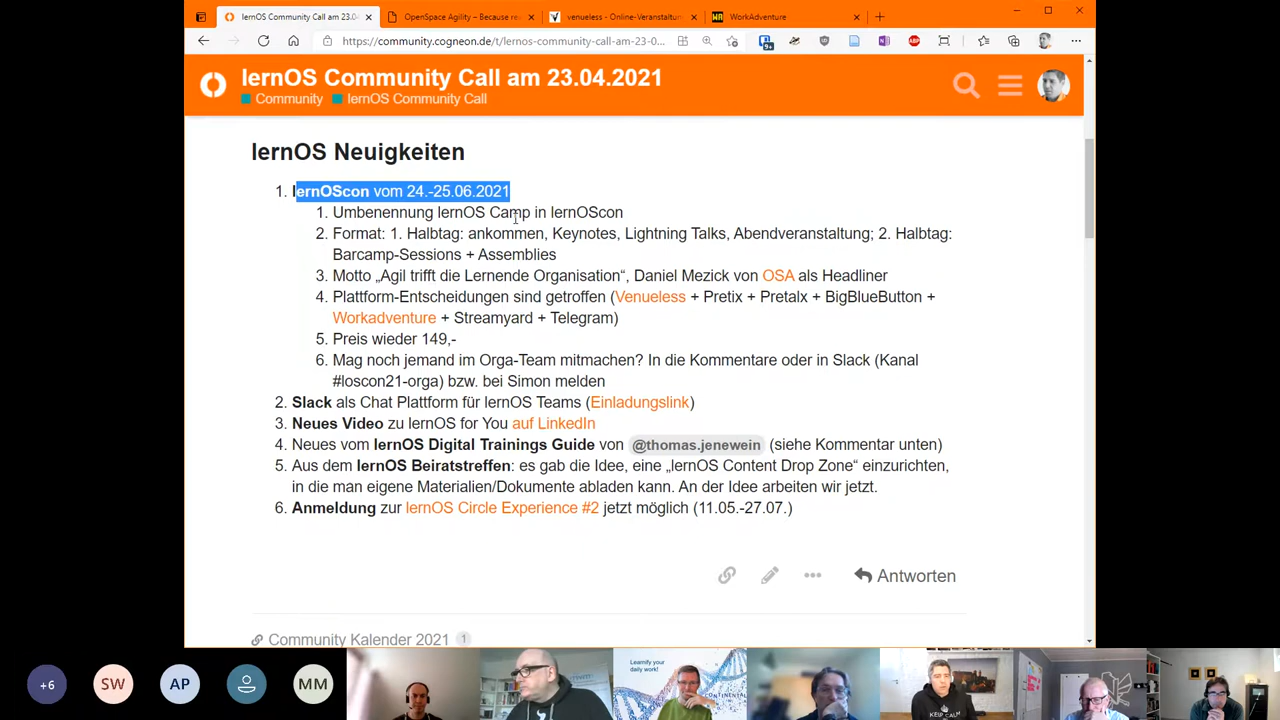 lernOS Community Call am 23.04
OpenSpace Agility – Because re
venueless - Online-Veranstaltun
WorkAdventure
https://community.cogneon.de/t/lernos-community-call-am-23-0...
lernOS Community Call am 23.04.2021
Community lernOS Community Call
lernOS Neuigkeiten
1. lernOScon vom 24.-25.06.2021
1. Umbenennung lernOS Camp in lernOScon
2. Format: 1. Halbtag: ankommen, Keynotes, Lightning Talks, Abendveranstaltung; 2. Halbtag:
Barcamp-Sessions + Assemblies
3. Motto „Agil trifft die Lernende Organisation“, Daniel Mezick von OSA als Headliner
4. Plattform-Entscheidungen sind getroffen (Venueless + Pretix + Pretalx + BigBlueButton +
Workadventure + Streamyard + Telegram)
5. Preis wieder 149,-
6. Mag noch jemand im Orga-Team mitmachen? In die Kommentare oder in Slack (Kanal
#loscon21-orga) bzw. bei Simon melden
2. Slack als Chat Plattform für lernOS Teams (Einladungslink)
3. Neues Video zu lernOS for You auf LinkedIn
4. Neues vom lernOS Digital Trainings Guide von @thomas.jenewein (siehe Kommentar unten)
5. Aus dem lernOS Beiratstreffen: es gab die Idee, eine „lernOS Content Drop Zone“ einzurichten,
in die man eigene Materialien/Dokumente abladen kann. An der Idee arbeiten wir jetzt.
6. Anmeldung zur lernOS Circle Experience #2 jetzt möglich (11.05.-27.07.)
Antworten
Community Kalender 2021 1
+6 SW AP MM
Learnify your
daily work!
KEEP CALM